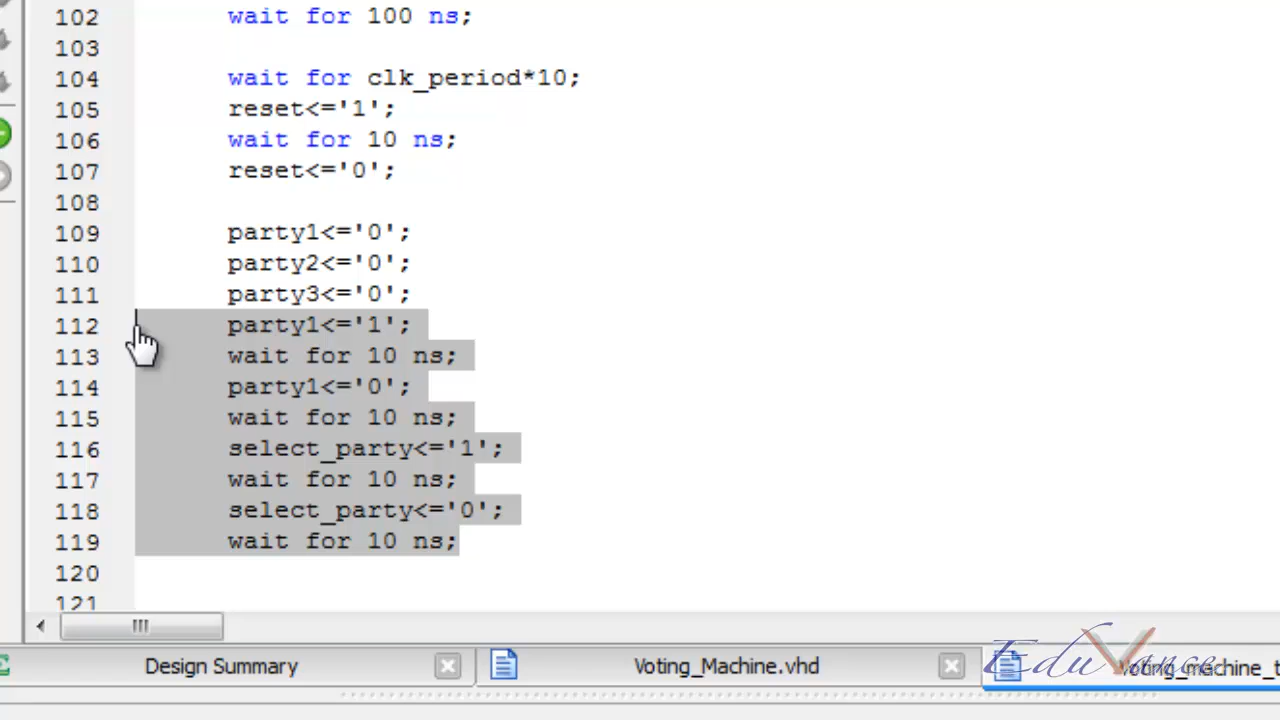 102 wait for 100 ns;
103
104 wait for clk_period*10;
105 reset<='1';
106 wait for 10 ns;
107 reset<='0';
108
109 party1<='0';
110 party2<='0';
111 party3<='0';
112 party1<='1';
113 wait for 10 ns;
114 party1<='0';
115 wait for 10 ns;
116 select_party<='1';
117 wait for 10 ns;
118 select_party<='0';
119 wait for 10 ns;
120
121
Design Summary Voting_Machine.vhd Voting_machine_t
EduVance